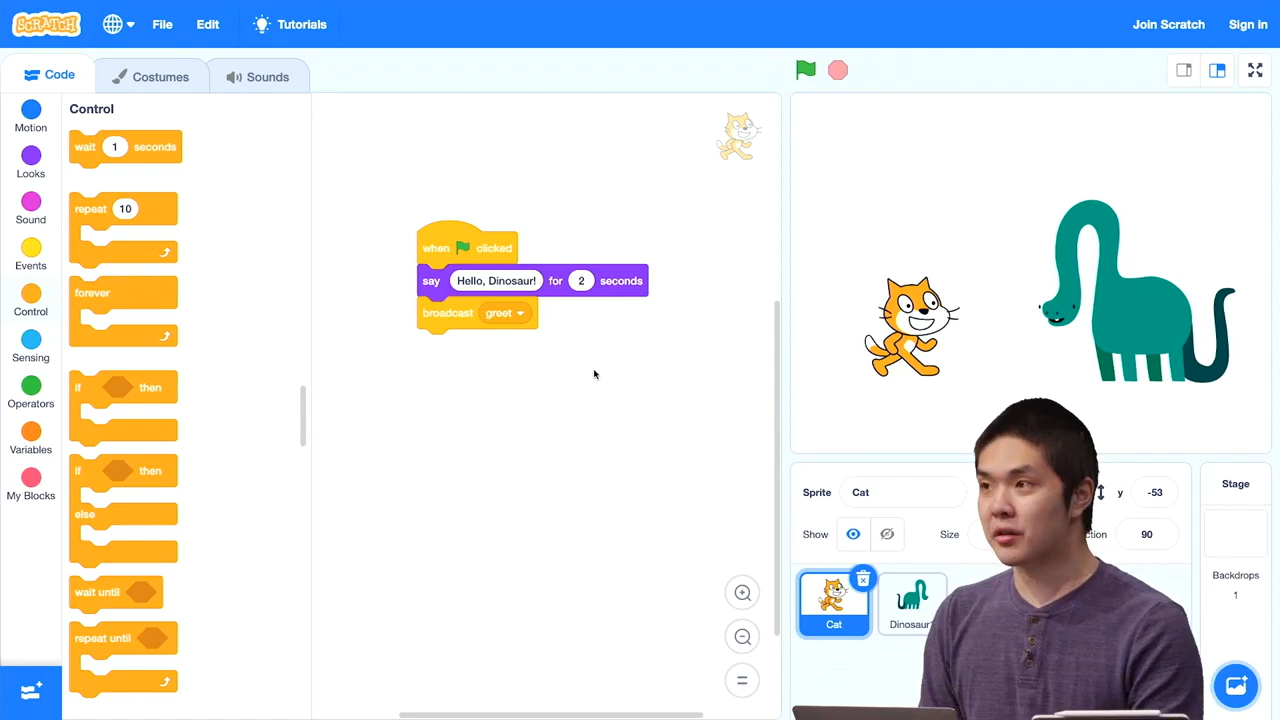 SCRATCH File Edit Tutorials Join Scratch Sign in
Code Costumes Sounds
Motion
Looks
Sound
Events
Control
Sensing
Operators
Variables
My Blocks
Control
wait 1 seconds
repeat 10
forever
if then
if then
else
wait until
repeat until
when clicked
say Hello, Dinosaur! for 2 seconds
broadcast greet
Sprite Cat y -53
Show Size ction 90
Cat
Dinosaur
Stage
Backdrops
1